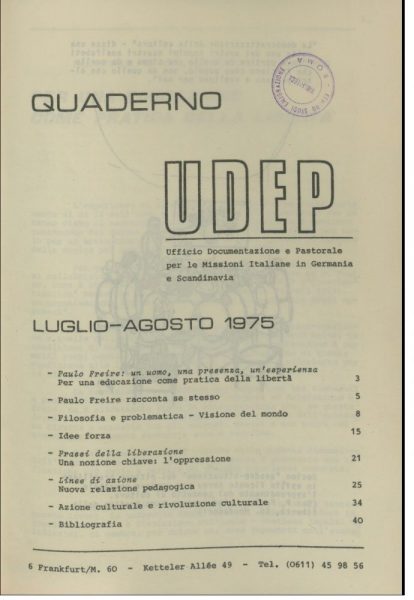 QUADERNO
ROMA
UDEP
Ufficio Documentazione e Pastorale
per le Missioni Italiane in Germania
e Scandinavia
LUGLIO-AGOSTO 1975
- Paulo Freire: un uomo, una presenza, un'esperienza
Per una educazione come pratica della libertà 3
- Paulo Freire racconta se stesso 5
- Filosofia e problematica - Visione del mondo 8
- Idee forza 15
- Prassi della liberazione
Una nozione chiave: l'oppressione 21
- Linee di azione
Nuova relazione pedagogica 25
- Azione culturale e rivoluzione culturale 34
- Bibliografia 40
6 Frankfurt/M. 60 - Ketteler Allée 49 - Tel. (0611) 45 98 56